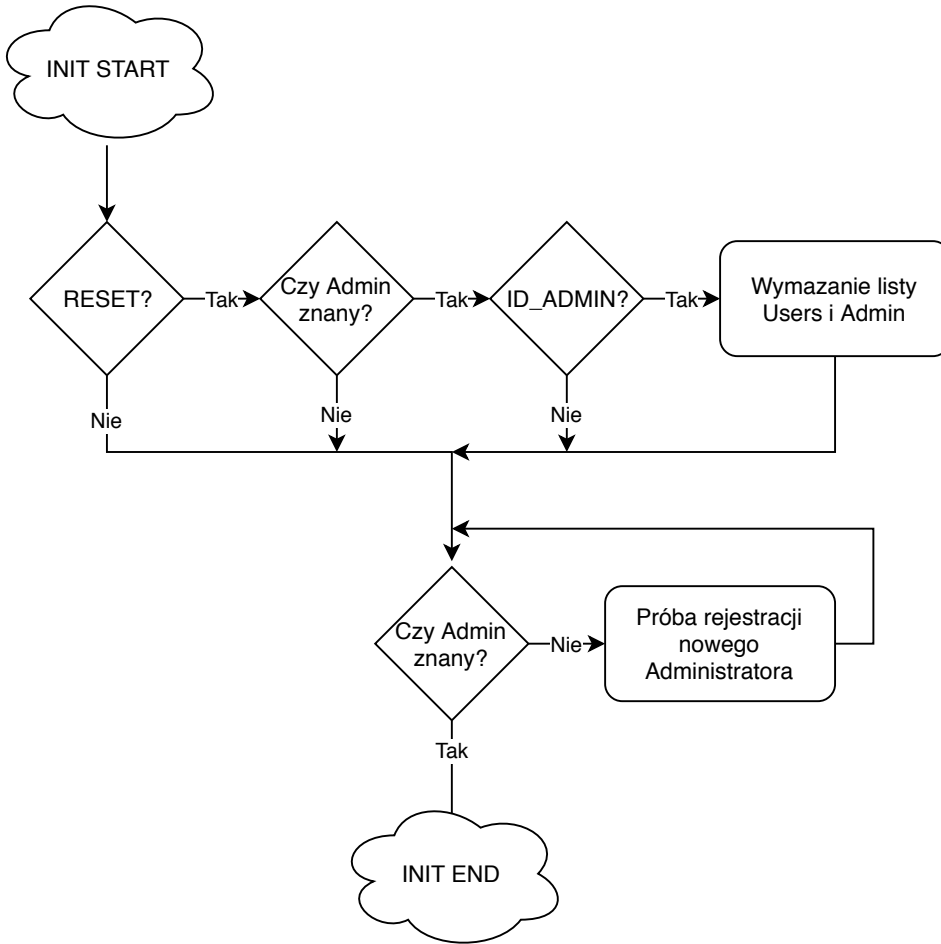 INIT START
RESET?
Tak
Czy Admin
znany?
Tak
ID_ADMIN?
Tak
Wymazanie listy
Users i Admin
Nie
Nie
Nie
Czy Admin
znany?
Nie
Próba rejestracji
nowego
Administratora
Tak
INIT END